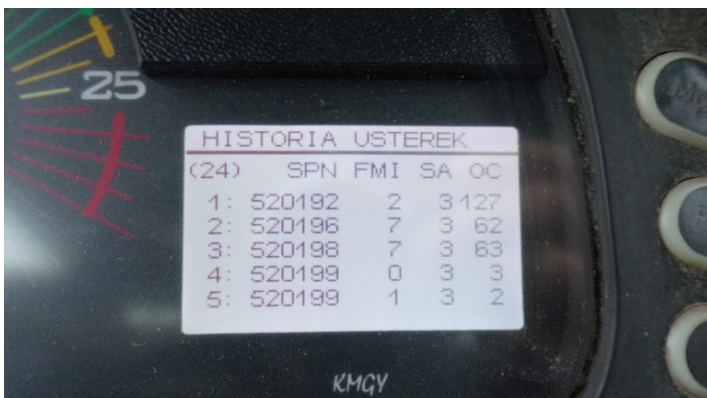 25
HISTORIA USTEREK
(24) SPN FMI SA OC
1: 520192 2 3 127
2: 520196 7 3 62
3: 520198 7 3 63
4: 520199 0 3 3
5: 520199 1 3 2
KMGY